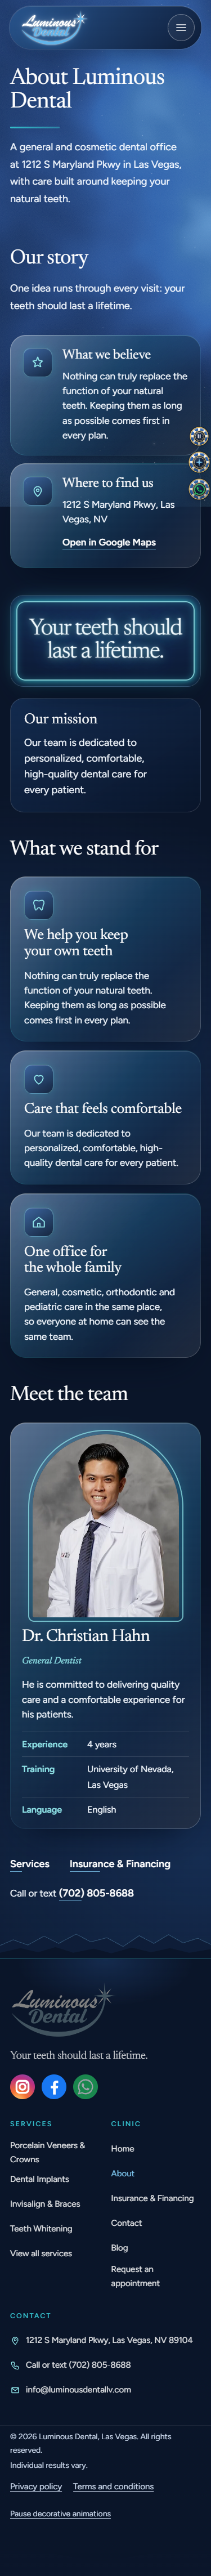 Luminous
Dental
About Luminous
Dental
A general and cosmetic dental office
at 1212 S Maryland Pkwy in Las Vegas,
with care built around keeping your
natural teeth.
Our story
One idea runs through every visit: your
teeth should last a lifetime.
What we believe
Nothing can truly replace the
function of your natural
teeth. Keeping them as long
as possible comes first in
every plan.
Where to find us
1212 S Maryland Pkwy, Las
Vegas, NV
Open in Google Maps
Your teeth should
last a lifetime.
Our mission
Our team is dedicated to
personalized, comfortable,
high-quality dental care for
every patient.
What we stand for
We help you keep
your own teeth
Nothing can truly replace the
function of your natural teeth.
Keeping them as long as possible
comes first in every plan.
Care that feels comfortable
Our team is dedicated to
personalized, comfortable, high-
quality dental care for every patient.
One office for
the whole family
General, cosmetic, orthodontic and
pediatric care in the same place,
so everyone at home can see the
same team.
Meet the team
Dr. Christian Hahn
General Dentist
He is committed to delivering quality
care and a comfortable experience for
his patients.
Experience 4 years
Training University of Nevada,
Las Vegas
Language English
Services Insurance & Financing
Call or text (702) 805-8688
Luminous
Dental
Your teeth should last a lifetime.
SERVICES
Porcelain Veneers &
Crowns
Dental Implants
Invisalign & Braces
Teeth Whitening
View all services
CLINIC
Home
About
Insurance & Financing
Contact
Blog
Request an
appointment
CONTACT
1212 S Maryland Pkwy, Las Vegas, NV 89104
Call or text (702) 805-8688
info@luminousdentallv.com
© 2026 Luminous Dental, Las Vegas. All rights
reserved.
Individual results vary.
Privacy policy Terms and conditions
Pause decorative animations